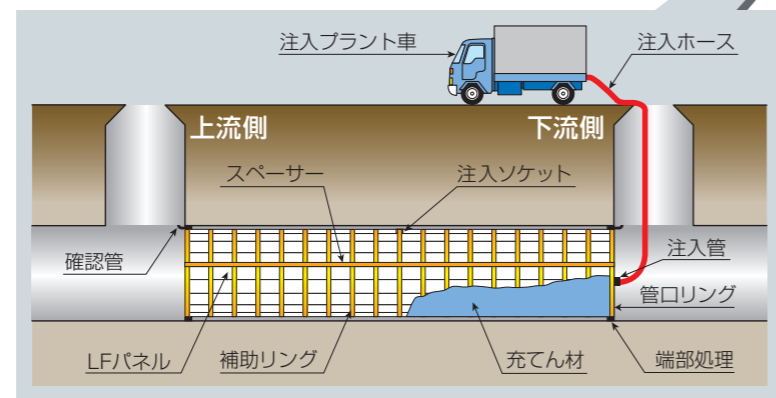 注入プラント車
注入ホース
上流側
下流側
スペーサー
注入ソケット
確認管
注入管
管口リング
LFパネル
補助リング
充てん材
端部処理